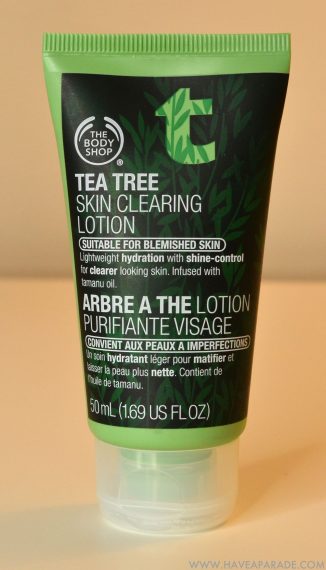 t
THE
BODY
SHOP
®
TEA TREE
SKIN CLEARING
LOTION
SUITABLE FOR BLEMISHED SKIN
Lightweight hydration with shine-control
for clearer looking skin. Infused with
tamanu oil.
ARBRE A THE LOTION
PURIFIANTE VISAGE
CONVIENT AUX PEAUX A IMPERFECTIONS
Un soin hydratant léger pour matifier et
laisser la peau plus nette. Contient de
l'huile de tamanu.
50 mL (1.69 US FL OZ)
WWW.HAVEAPARADE.COM